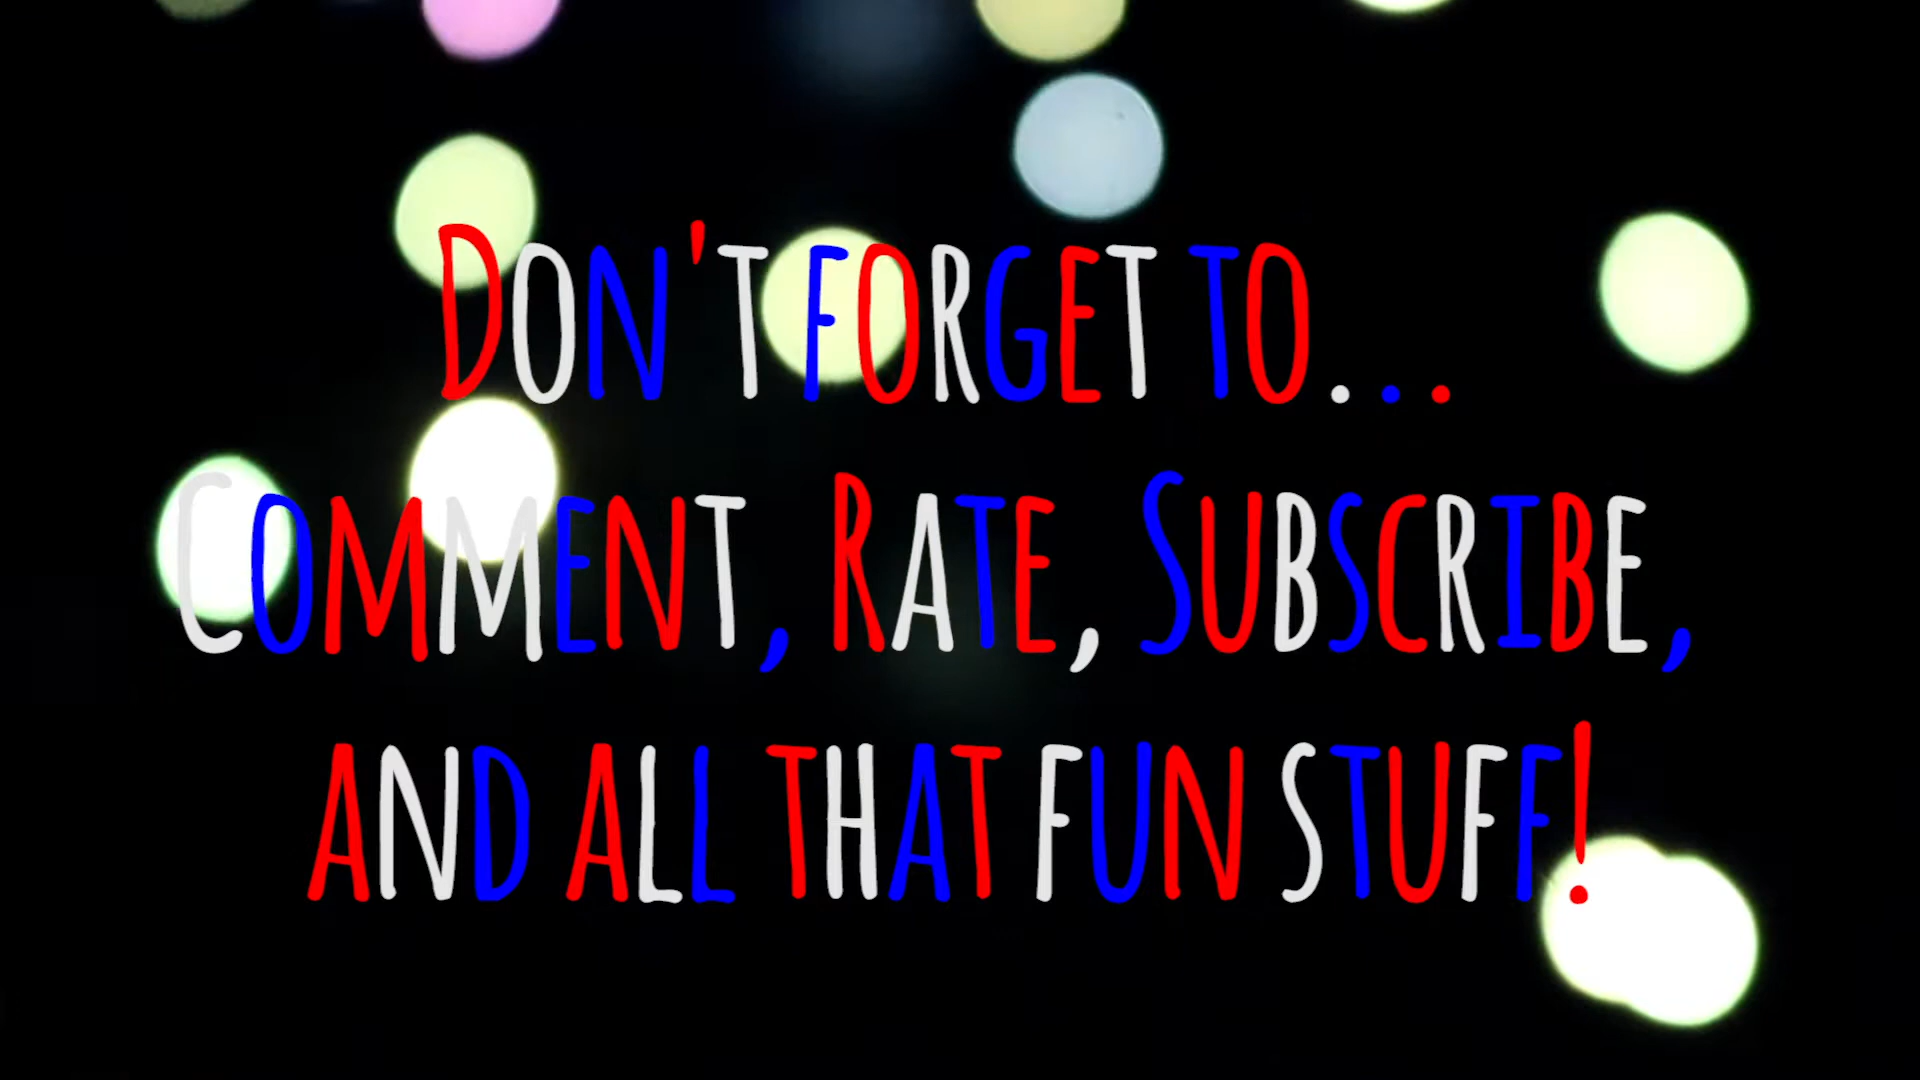 Don't forget to...
Comment, Rate, Subscribe,
and all that fun stuff!